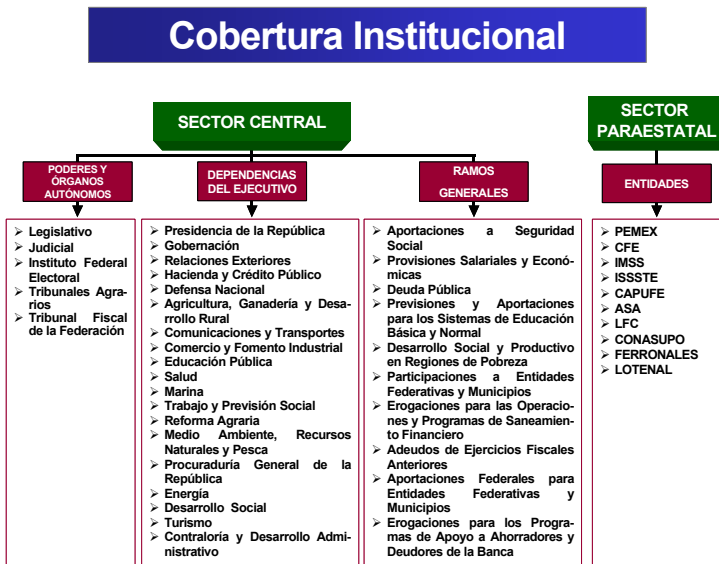 Cobertura Institucional
SECTOR CENTRAL
SECTOR
PARAESTATAL
PODERES Y
ÓRGANOS
AUTÓNOMOS
DEPENDENCIAS
DEL EJECUTIVO
RAMOS
GENERALES
ENTIDADES
➢ Legislativo
➢ Judicial
➢ Instituto Federal
Electoral
➢ Tribunales Agra-
rios
➢ Tribunal Fiscal
de la Federación
➢ Presidencia de la República
➢ Gobernación
➢ Relaciones Exteriores
➢ Hacienda y Crédito Público
➢ Defensa Nacional
➢ Agricultura, Ganadería y Desa-
rrollo Rural
➢ Comunicaciones y Transportes
➢ Comercio y Fomento Industrial
➢ Educación Pública
➢ Salud
➢ Marina
➢ Trabajo y Previsión Social
➢ Reforma Agraria
➢ Medio Ambiente, Recursos
Naturales y Pesca
➢ Procuraduría General de la
República
➢ Energía
➢ Desarrollo Social
➢ Turismo
➢ Contraloría y Desarrollo Admi-
nistrativo
➢ Aportaciones a Seguridad
Social
➢ Provisiones Salariales y Econó-
micas
➢ Deuda Pública
➢ Previsiones y Aportaciones
para los Sistemas de Educación
Básica y Normal
➢ Desarrollo Social y Productivo
en Regiones de Pobreza
➢ Participaciones a Entidades
Federativas y Municipios
➢ Erogaciones para las Operacio-
nes y Programas de Saneamien-
to Financiero
➢ Adeudos de Ejercicios Fiscales
Anteriores
➢ Aportaciones Federales para
Entidades Federativas y
Municipios
➢ Erogaciones para los Progra-
mas de Apoyo a Ahorradores y
Deudores de la Banca
➢ PEMEX
➢ CFE
➢ IMSS
➢ ISSSTE
➢ CAPUFE
➢ ASA
➢ LFC
➢ CONASUPO
➢ FERRONALES
➢ LOTENAL